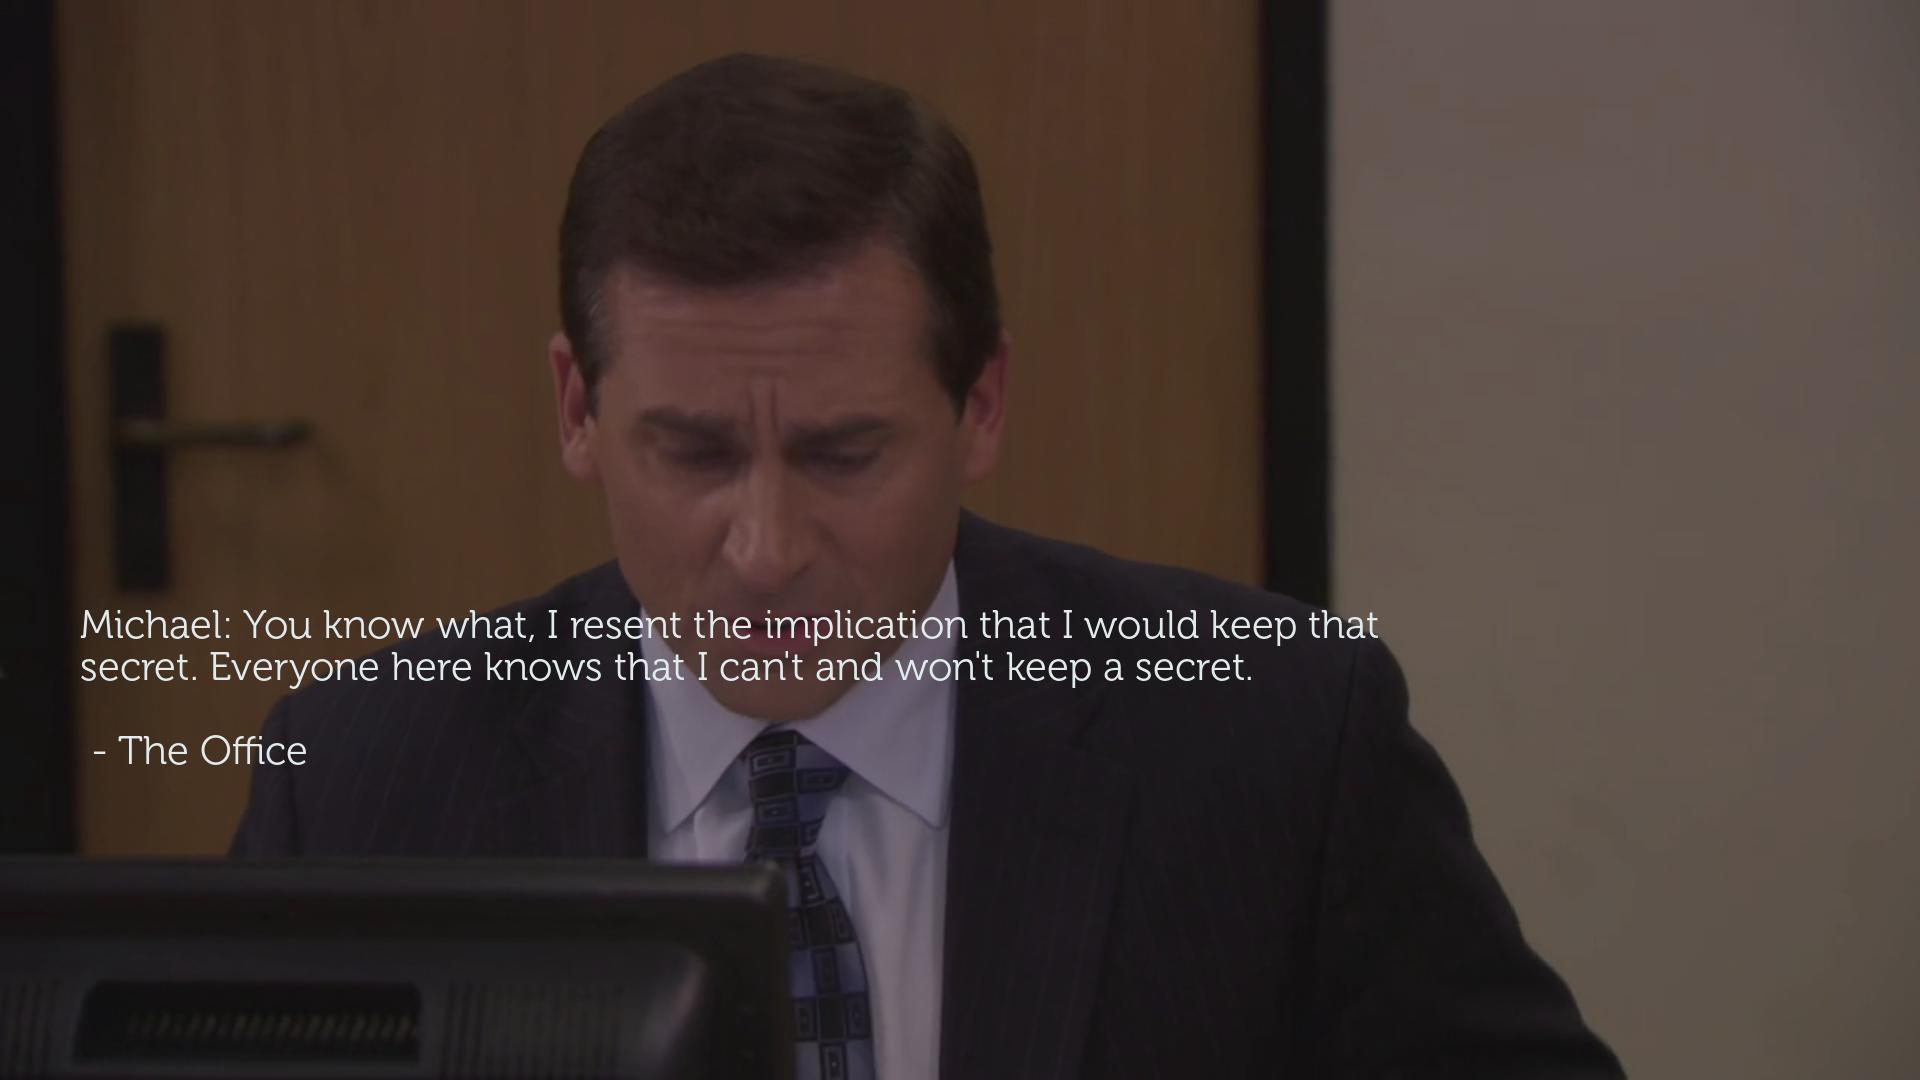 Michael: You know what, I resent the implication that I would keep that
secret. Everyone here knows that I can't and won't keep a secret.
- The Office